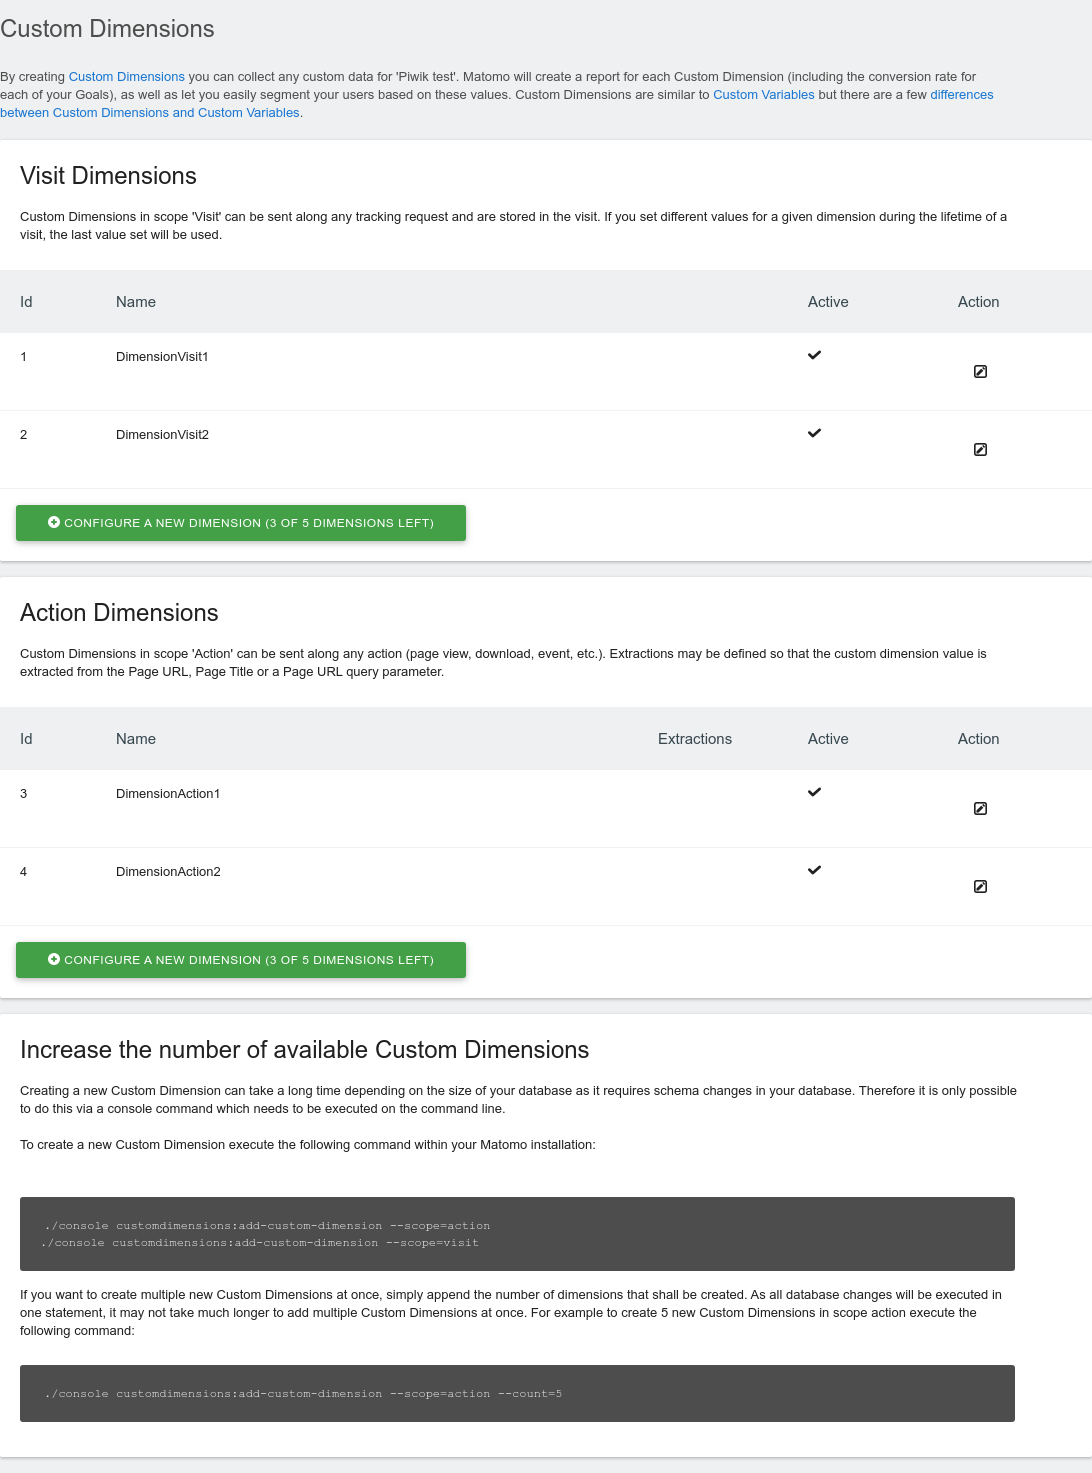 Custom Dimensions
By creating Custom Dimensions you can collect any custom data for 'Piwik test'. Matomo will create a report for each Custom Dimension (including the conversion rate for
each of your Goals), as well as let you easily segment your users based on these values. Custom Dimensions are similar to Custom Variables but there are a few differences
between Custom Dimensions and Custom Variables.
Visit Dimensions
Custom Dimensions in scope 'Visit' can be sent along any tracking request and are stored in the visit. If you set different values for a given dimension during the lifetime of a
visit, the last value set will be used.
Id Name Active Action
1 DimensionVisit1
2 DimensionVisit2
CONFIGURE A NEW DIMENSION (3 OF 5 DIMENSIONS LEFT)
Action Dimensions
Custom Dimensions in scope 'Action' can be sent along any action (page view, download, event, etc.). Extractions may be defined so that the custom dimension value is
extracted from the Page URL, Page Title or a Page URL query parameter.
Id Name Extractions Active Action
3 DimensionAction1
4 DimensionAction2
CONFIGURE A NEW DIMENSION (3 OF 5 DIMENSIONS LEFT)
Increase the number of available Custom Dimensions
Creating a new Custom Dimension can take a long time depending on the size of your database as it requires schema changes in your database. Therefore it is only possible
to do this via a console command which needs to be executed on the command line.
To create a new Custom Dimension execute the following command within your Matomo installation:
./console customdimensions:add-custom-dimension --scope=action
./console customdimensions:add-custom-dimension --scope=visit
If you want to create multiple new Custom Dimensions at once, simply append the number of dimensions that shall be created. As all database changes will be executed in
one statement, it may not take much longer to add multiple Custom Dimensions at once. For example to create 5 new Custom Dimensions in scope action execute the
following command:
./console customdimensions:add-custom-dimension --scope=action --count=5